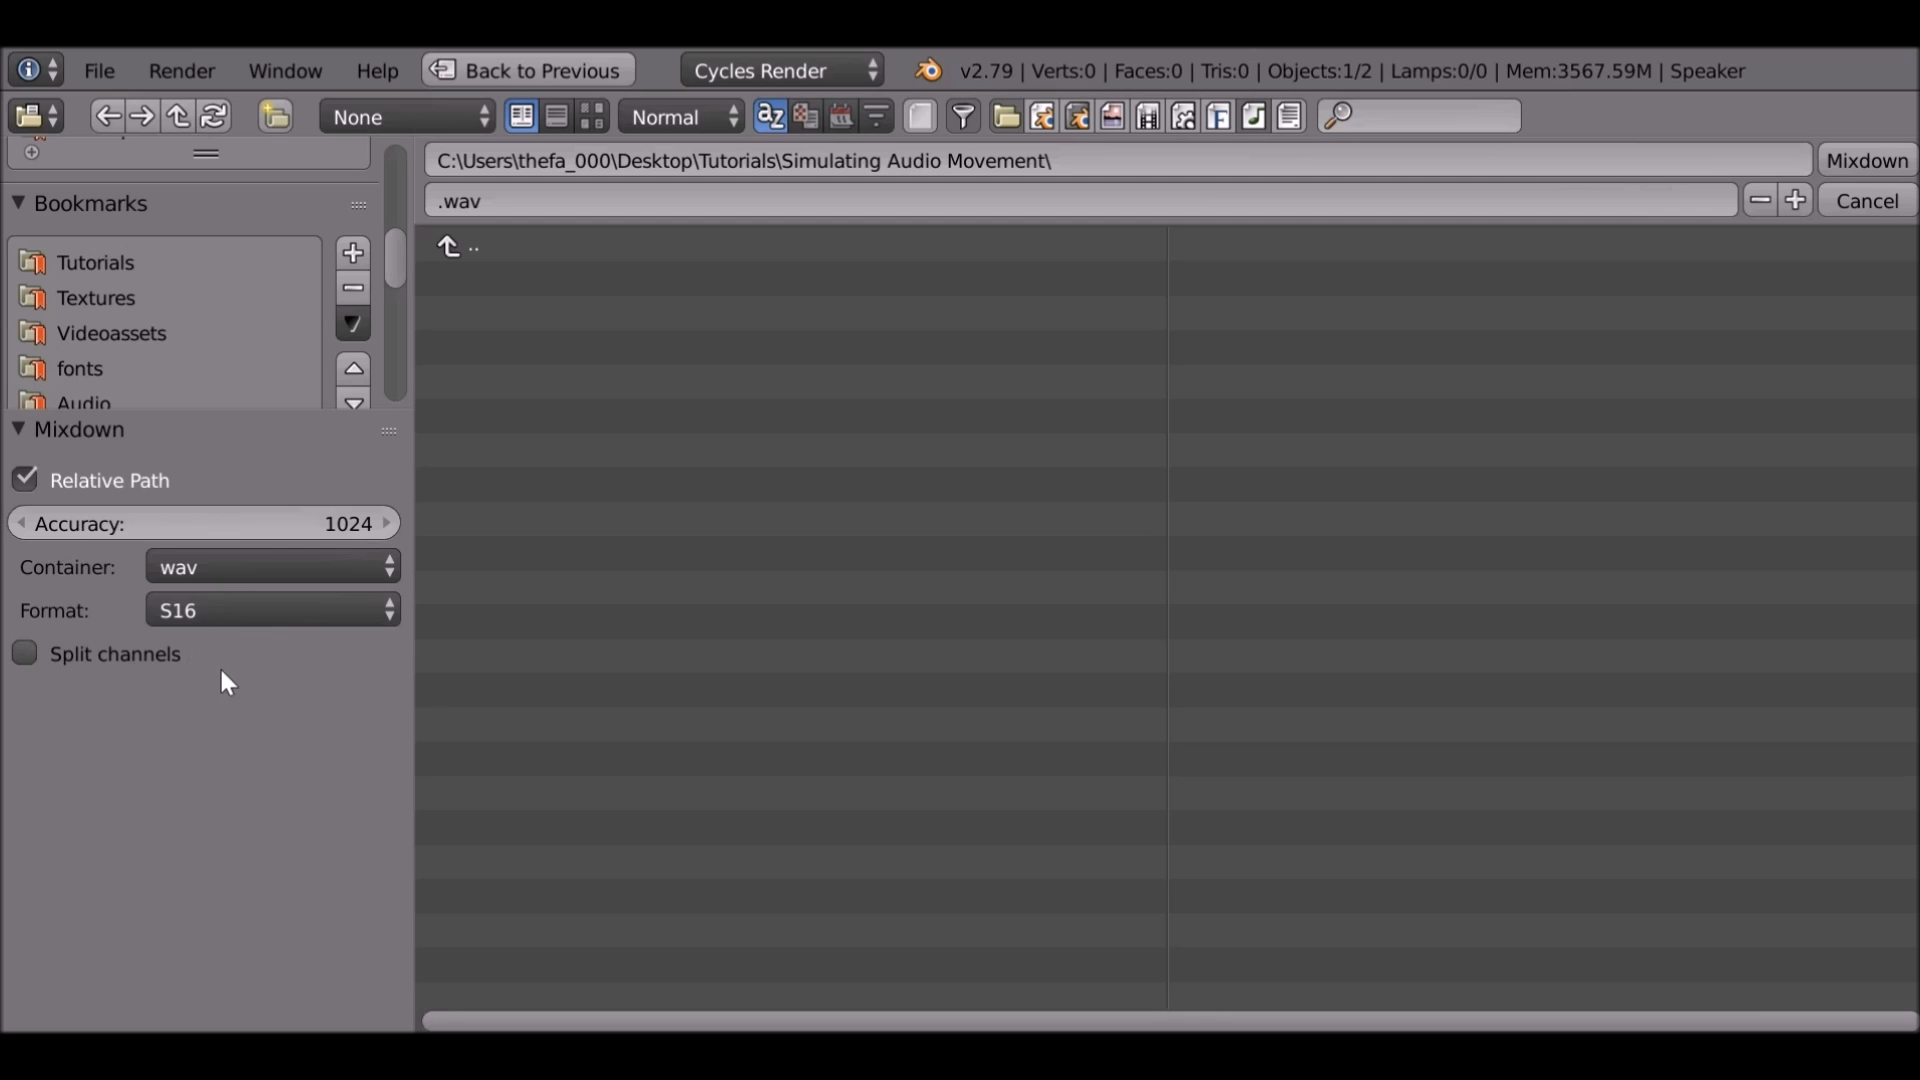 File Render Window Help Back to Previous Cycles Render v2.79 | Verts:0 | Faces:0 | Tris:0 | Objects:1/2 | Lamps:0/0 | Mem:3567.59M | Speaker
None Normal
C:\Users\thefa_000\Desktop\Tutorials\Simulating Audio Movement\ Mixdown
.wav Cancel
..
Bookmarks
Tutorials
Textures
Videoassets
fonts
Audio
Mixdown
Relative Path
Accuracy: 1024
Container: wav
Format: S16
Split channels